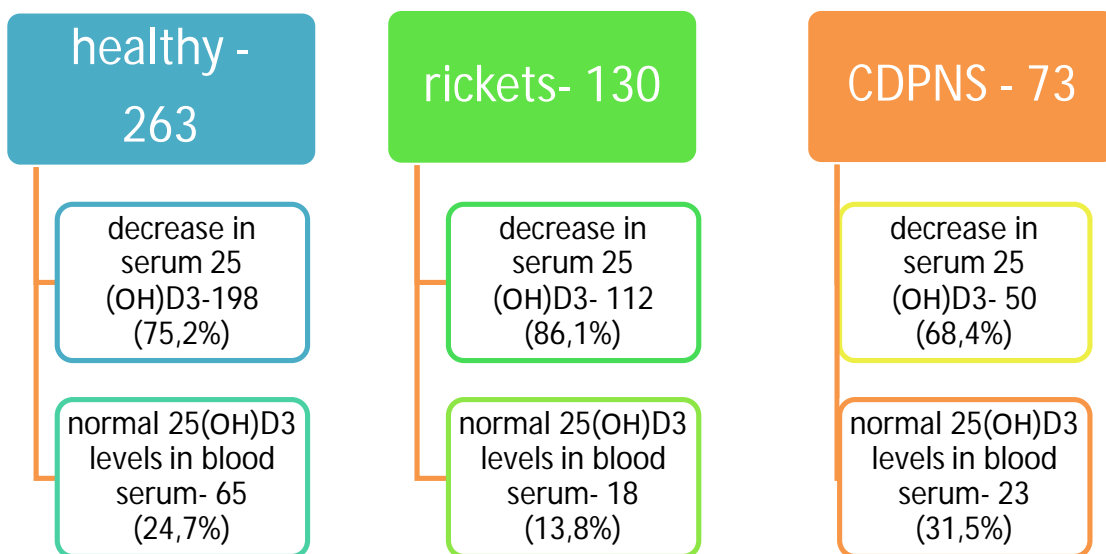 healthy -
263
decrease in
serum 25
(OH)D3-198
(75,2%)
normal 25(OH)D3
levels in blood
serum- 65
(24,7%)
rickets- 130
decrease in
serum 25
(OH)D3- 112
(86,1%)
normal 25(OH)D3
levels in blood
serum- 18
(13,8%)
CDPNS - 73
decrease in
serum 25
(OH)D3- 50
(68,4%)
normal 25(OH)D3
levels in blood
serum- 23
(31,5%)